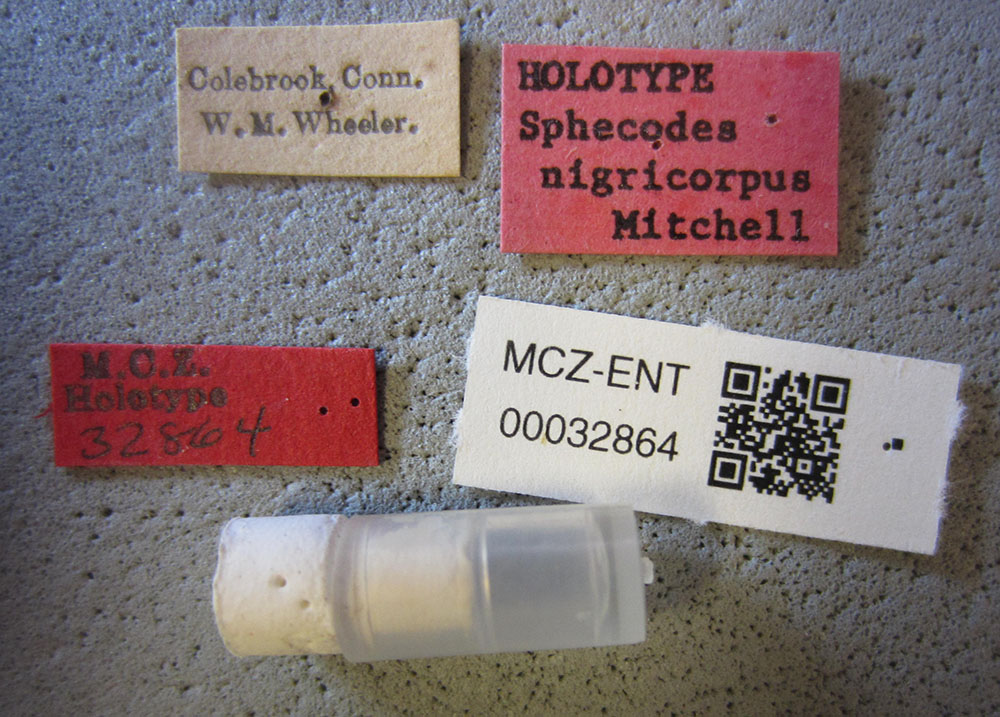 Colebrook, Conn.
W. M. Wheeler.
HOLOTYPE
Sphecodes
nigricorpus
Mitchell
M.C.Z.
Holotype
32864
MCZ-ENT
00032864